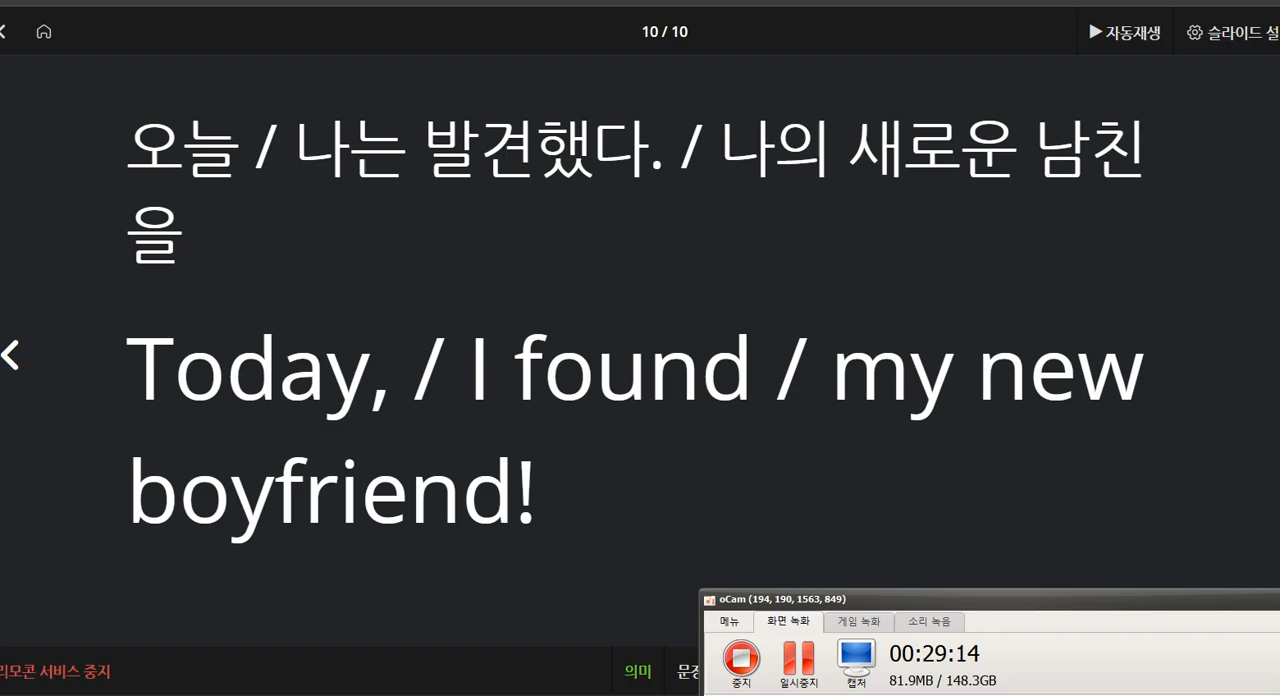 10 / 10
▶자동재생
슬라이드 설
오늘 / 나는 발견했다. / 나의 새로운 남친
을
Today, / I found / my new
boyfriend!
리모콘 서비스 중지
의미
oCam (194, 190, 1563, 849)
메뉴 화면 녹화 게임 녹화 소리 녹음
00:29:14
81.9MB / 148.3GB
중지 일시중지 캡처